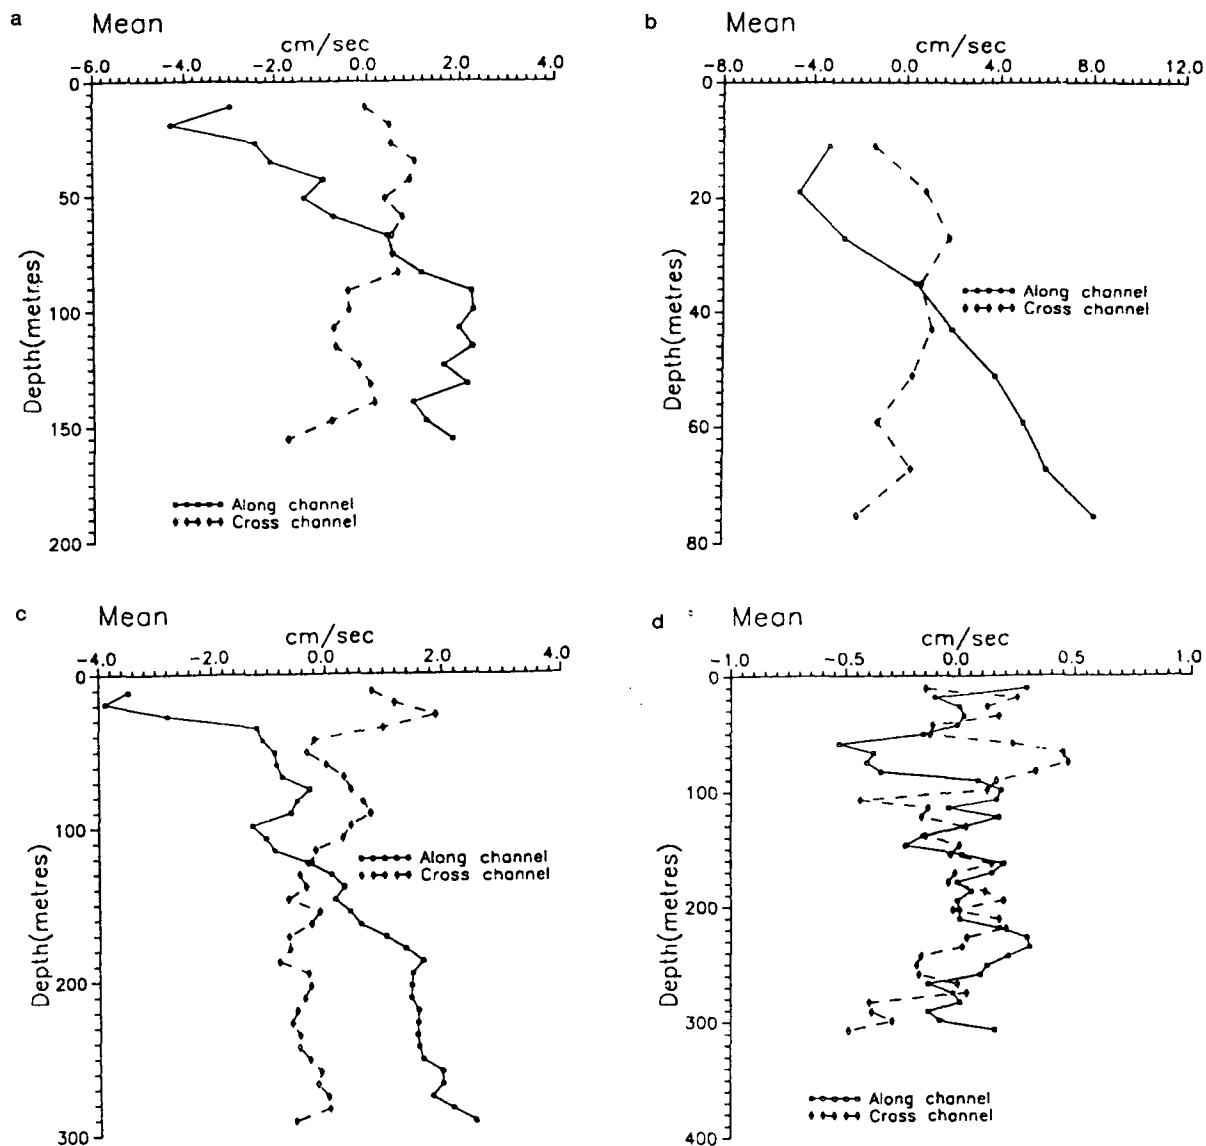 a
Mean
cm/sec
-6.0 -4.0 -2.0 0.0 2.0 4.0
0
50
100
150
200
Depth(metres)
Along channel
Cross channel
b
Mean
cm/sec
-8.0 -4.0 0.0 4.0 8.0 12.0
0
20
40
60
80
Depth(metres)
Along channel
Cross channel
c
Mean
cm/sec
-4.0 -2.0 0.0 2.0 4.0
0
100
200
300
Depth(metres)
Along channel
Cross channel
d
Mean
cm/sec
-1.0 -0.5 0.0 0.5 1.0
0
100
200
300
400
Depth(metres)
Along channel
Cross channel